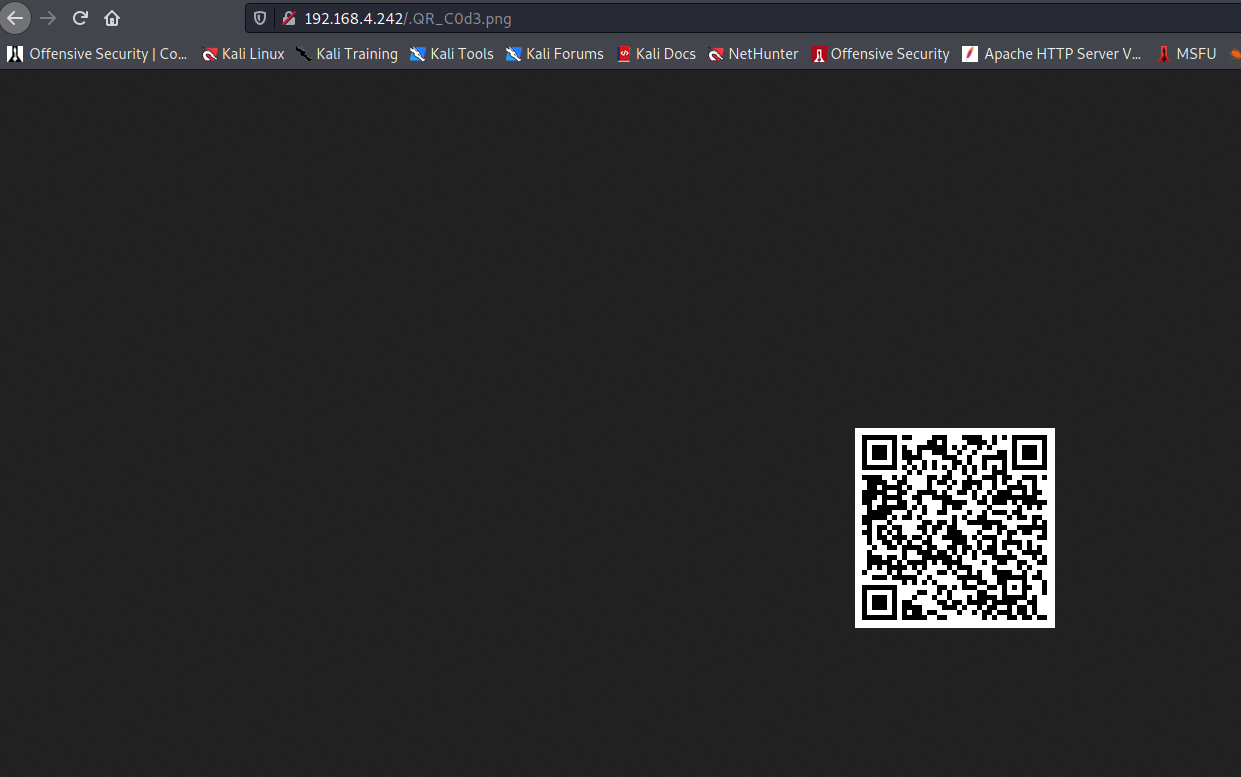 192.168.4.242/.QR_C0d3.png
Offensive Security | Co... Kali Linux Kali Training Kali Tools Kali Forums Kali Docs NetHunter Offensive Security Apache HTTP Server V... MSFU